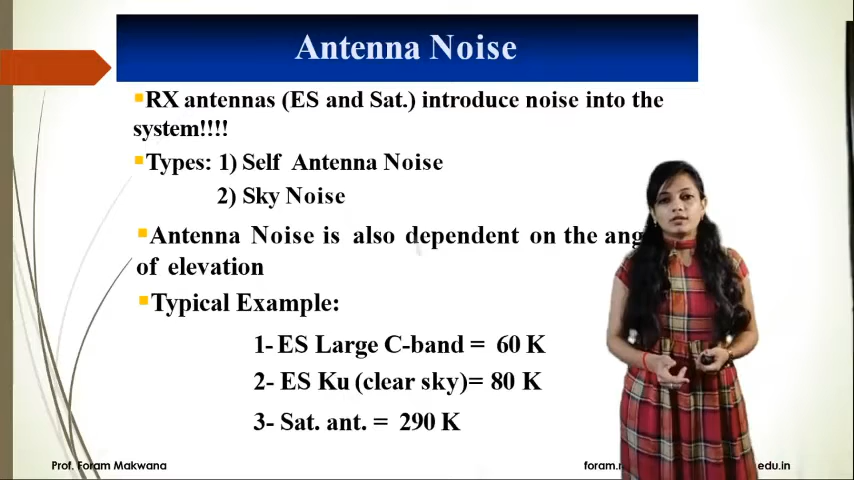 Antenna Noise
RX antennas (ES and Sat.) introduce noise into the
system!!!!
Types: 1) Self Antenna Noise
2) Sky Noise
Antenna Noise is also dependent on the ang
of elevation
Typical Example:
1- ES Large C-band = 60 K
2- ES Ku (clear sky)= 80 K
3- Sat. ant. = 290 K
Prof. Foram Makwana
foram. edu.in